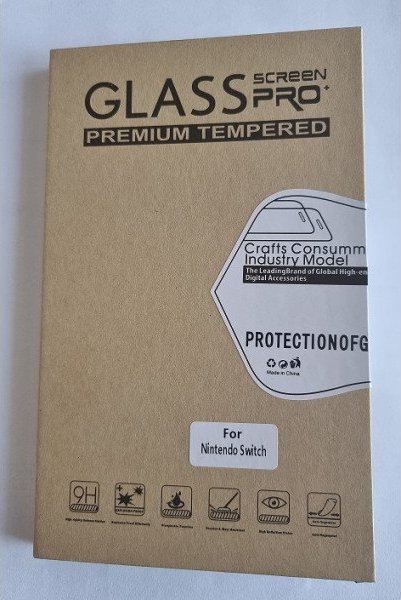 GLASS SCREEN PRO+
PREMIUM TEMPERED
Crafts Consumm
Industry Model
The LeadingBrand of Global High-en
Digital Accessories
PROTECTIONOFG
Made in China
For
Nintendo Switch
9H